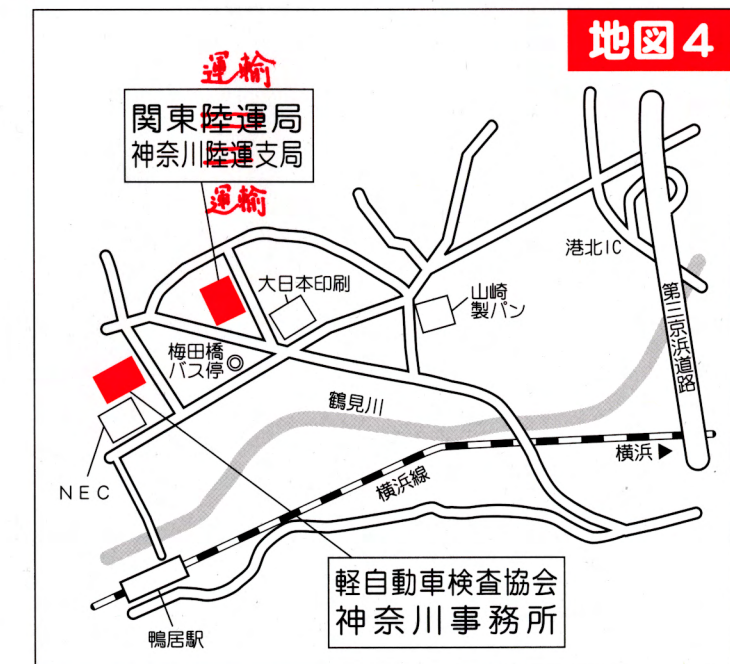 地図4
運輸
関東陸運局
神奈川陸運支局
運輸
港北IC
大日本印刷
山崎
製パン
第三京浜道路
梅田橋
バス停
鶴見川
横浜▶
横浜線
NEC
軽自動車検査協会
神奈川事務所
鴨居駅